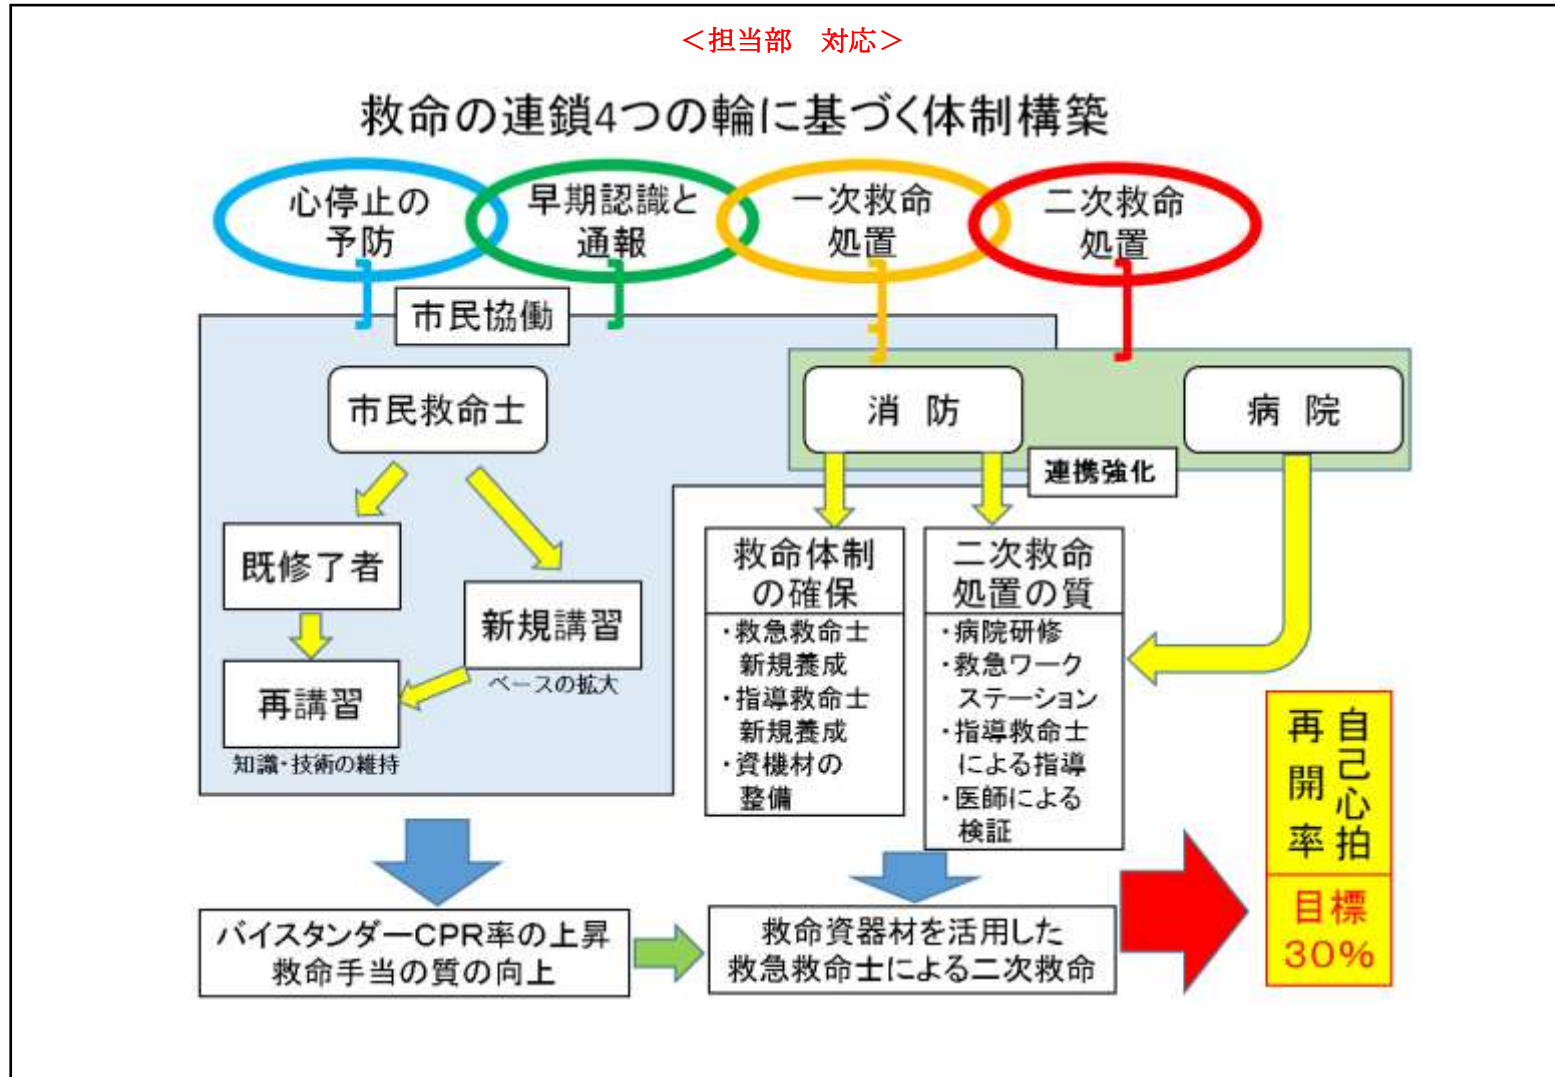 ＜担当部　対応＞
救命の連鎖4つの輪に基づく体制構築
心停止の
予防
早期認識と
通報
一次救命
処置
二次救命
処置
市民協働
市民救命士
消　防
病　院
連携強化
既修了者
新規講習
ベースの拡大
再講習
知識・技術の維持
救命体制
の確保
・救急救命士
新規養成
・指導救命士
新規養成
・資機材の
整備
二次救命
処置の質
・病院研修
・救急ワーク
ステーション
・指導救命士
による指導
・医師による
検証
バイスタンダーCPR率の上昇
救命手当の質の向上
救命資器材を活用した
救急救命士による二次救命
自己心拍
再開率
目標
30%